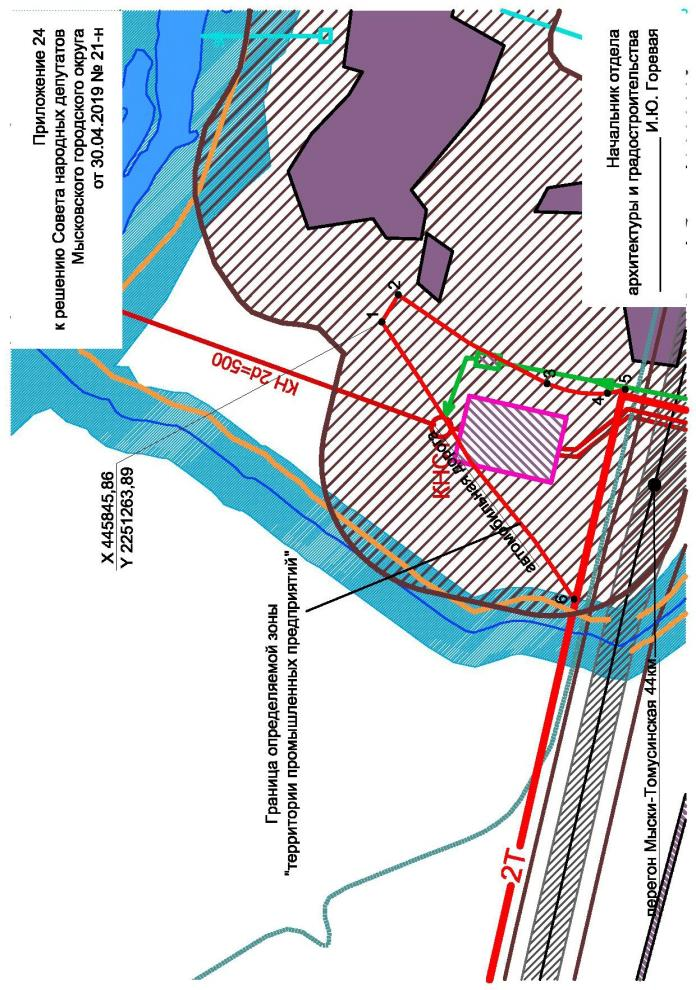 Приложение 24
к решению Совета народных депутатов
Мысковского городского округа
от 30.04.2019 № 21-н
X 445845,86
Y 2251263,89
КН 2d=500
1
2
3
4
5
6
КНС
автомобильная дорога
Граница определяемой зоны
"территории промышленных предприятий"
2Т
перегон Мыски-Томусинская 44км
Начальник отдела
архитектуры и градостроительства
И.Ю. Горевая